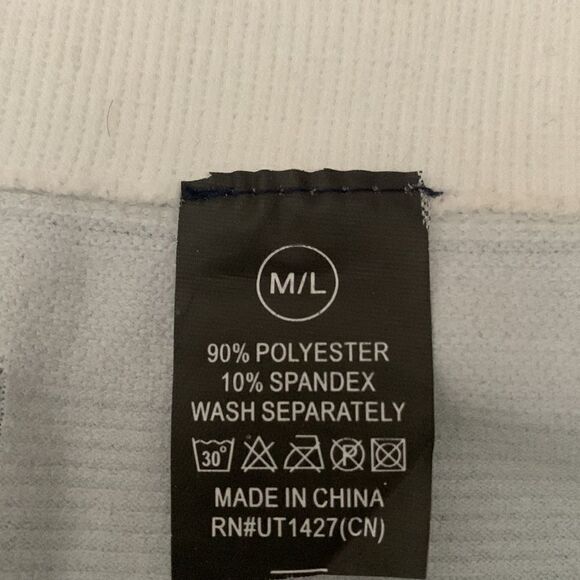 M/L
90% POLYESTER
10% SPANDEX
WASH SEPARATELY
30°
P
MADE IN CHINA
RN#UT1427(CN)